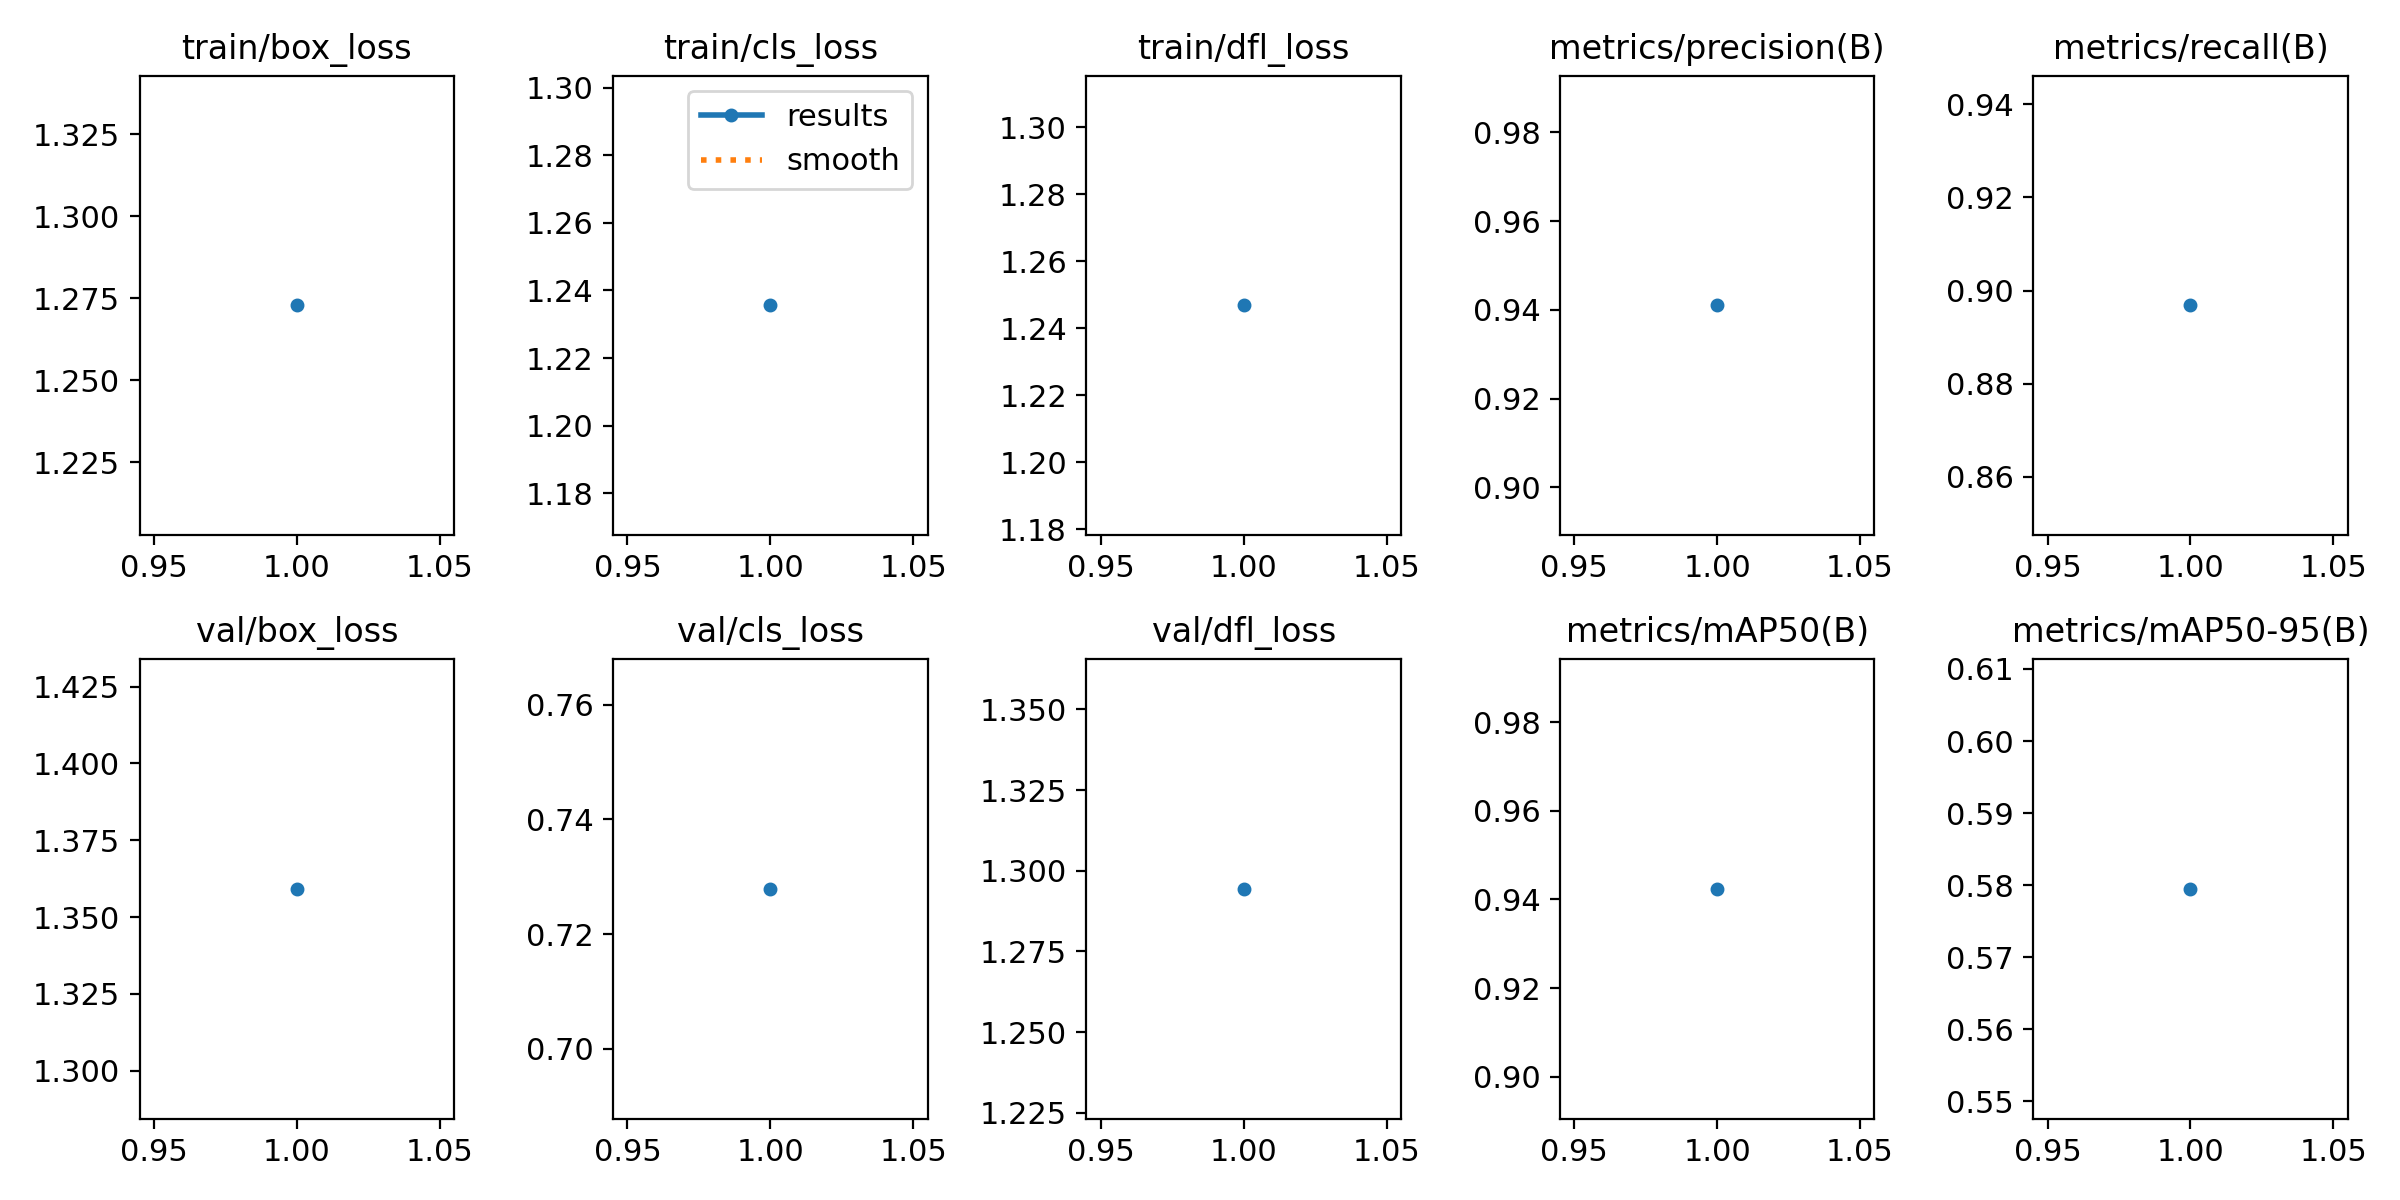 train/box_loss
1.325
1.300
1.275
1.250
1.225
0.95 1.00 1.05
train/cls_loss
results
smooth
1.30
1.28
1.26
1.24
1.22
1.20
1.18
0.95 1.00 1.05
train/dfl_loss
1.30
1.28
1.26
1.24
1.22
1.20
1.18
0.95 1.00 1.05
metrics/precision(B)
0.98
0.96
0.94
0.92
0.90
0.95 1.00 1.05
metrics/recall(B)
0.94
0.92
0.90
0.88
0.86
0.95 1.00 1.05
val/box_loss
1.425
1.400
1.375
1.350
1.325
1.300
0.95 1.00 1.05
val/cls_loss
0.76
0.74
0.72
0.70
0.95 1.00 1.05
val/dfl_loss
1.350
1.325
1.300
1.275
1.250
1.225
0.95 1.00 1.05
metrics/mAP50(B)
0.98
0.96
0.94
0.92
0.90
0.95 1.00 1.05
metrics/mAP50-95(B)
0.61
0.60
0.59
0.58
0.57
0.56
0.55
0.95 1.00 1.05